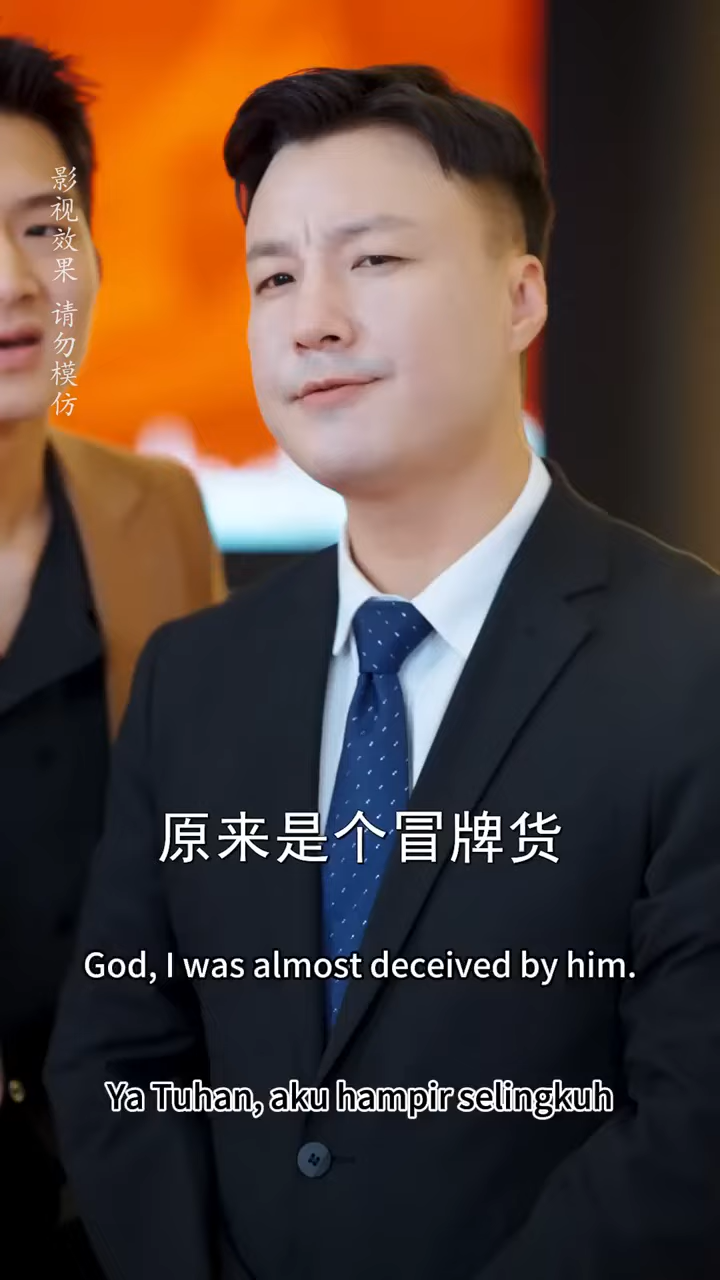 影视效果 请勿模仿
原来是个冒牌货
God, I was almost deceived by him.
Ya Tuhan, aku hampir selingkuh